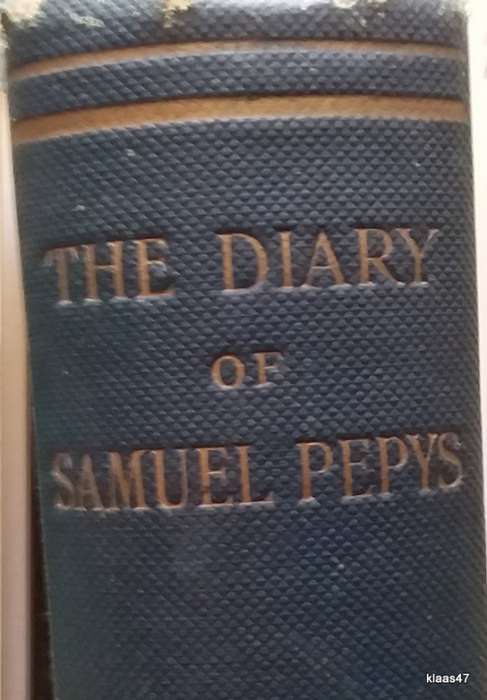 THE DIARY
OF
SAMUEL PEPYS
klaas47